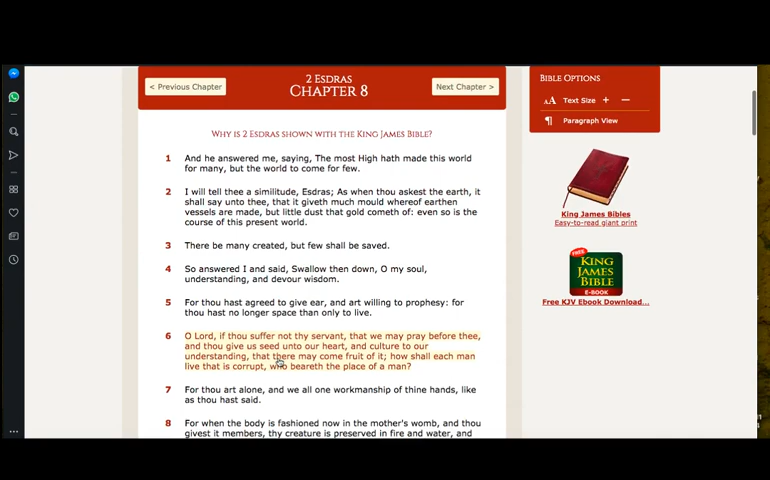 2 ESDRAS
CHAPTER 8
< Previous Chapter
Next Chapter >
WHY IS 2 ESDRAS SHOWN WITH THE KING JAMES BIBLE?
1 And he answered me, saying, The most High hath made this world
for many, but the world to come for few.
2 I will tell thee a similitude, Esdras; As when thou askest the earth, it
shall say unto thee, that it giveth much mould whereof earthen
vessels are made, but little dust that gold cometh of: even so is the
course of this present world.
3 There be many created, but few shall be saved.
4 So answered I and said, Swallow then down, O my soul,
understanding, and devour wisdom.
5 For thou hast agreed to give ear, and art willing to prophesy: for
thou hast no longer space than only to live.
6 O Lord, if thou suffer not thy servant, that we may pray before thee,
and thou give us seed unto our heart, and culture to our
understanding, that there may come fruit of it; how shall each man
live that is corrupt, who beareth the place of a man?
7 For thou art alone, and we all one workmanship of thine hands, like
as thou hast said.
8 For when the body is fashioned now in the mother's womb, and thou
givest it members, thy creature is preserved in fire and water, and
BIBLE OPTIONS
AA Text Size + −
¶ Paragraph View
King James Bibles
Easy-to-read giant print
FREE
KING
JAMES
BIBLE
E-BOOK
Free KJV Ebook Download...